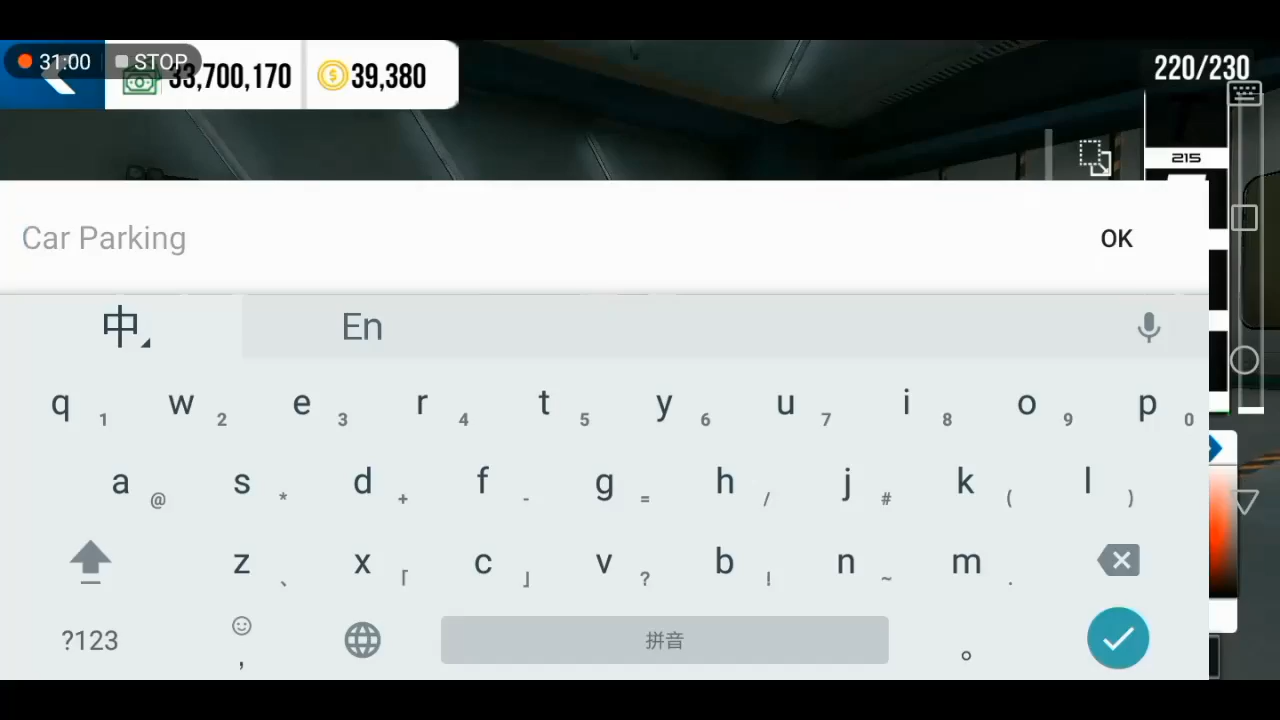 31:00 STOP
33,700,170 39,380
220/230
215
Car Parking OK
中 En
q 1 w 2 e 3 r 4 t 5 y 6 u 7 i 8 o 9 p 0
a @ s * d + f - g = h / j # k ( l )
z 、 x 「 c 」 v ? b ! n ~ m .
?123 , 拼音 。